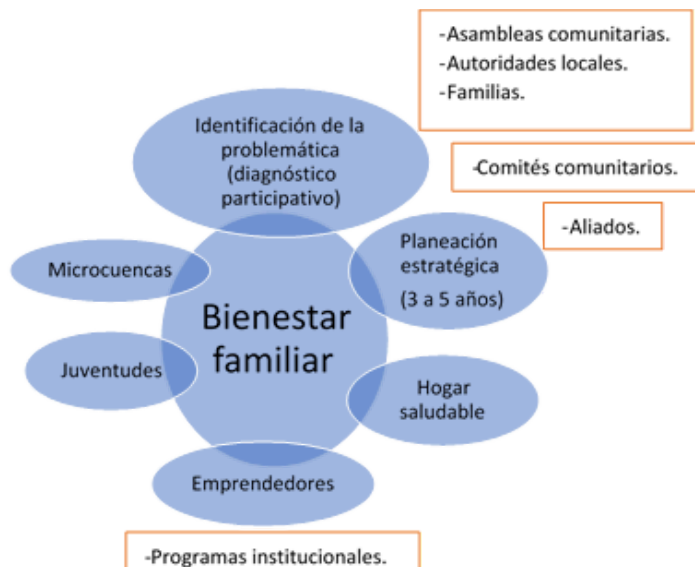 -Asambleas comunitarias.
-Autoridades locales.
-Familias.
Identificación de la
problemática
(diagnóstico
participativo)
-Comités comunitarios.
-Aliados.
Planeación
estratégica
(3 a 5 años)
Microcuencas
Bienestar
familiar
Juventudes
Hogar
saludable
Emprendedores
-Programas institucionales.